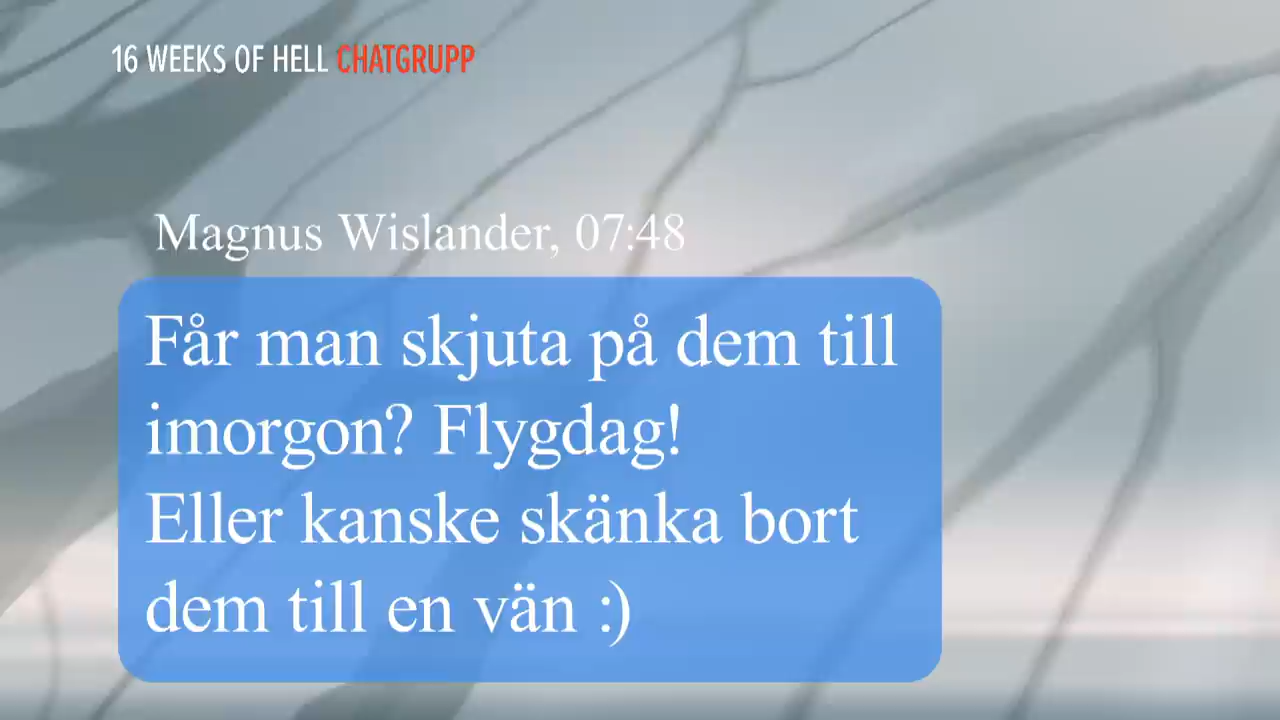 16 WEEKS OF HELL CHATGRUPP
Magnus Wislander, 07:48
Får man skjuta på dem till
imorgon? Flygdag!
Eller kanske skänka bort
dem till en vän :)